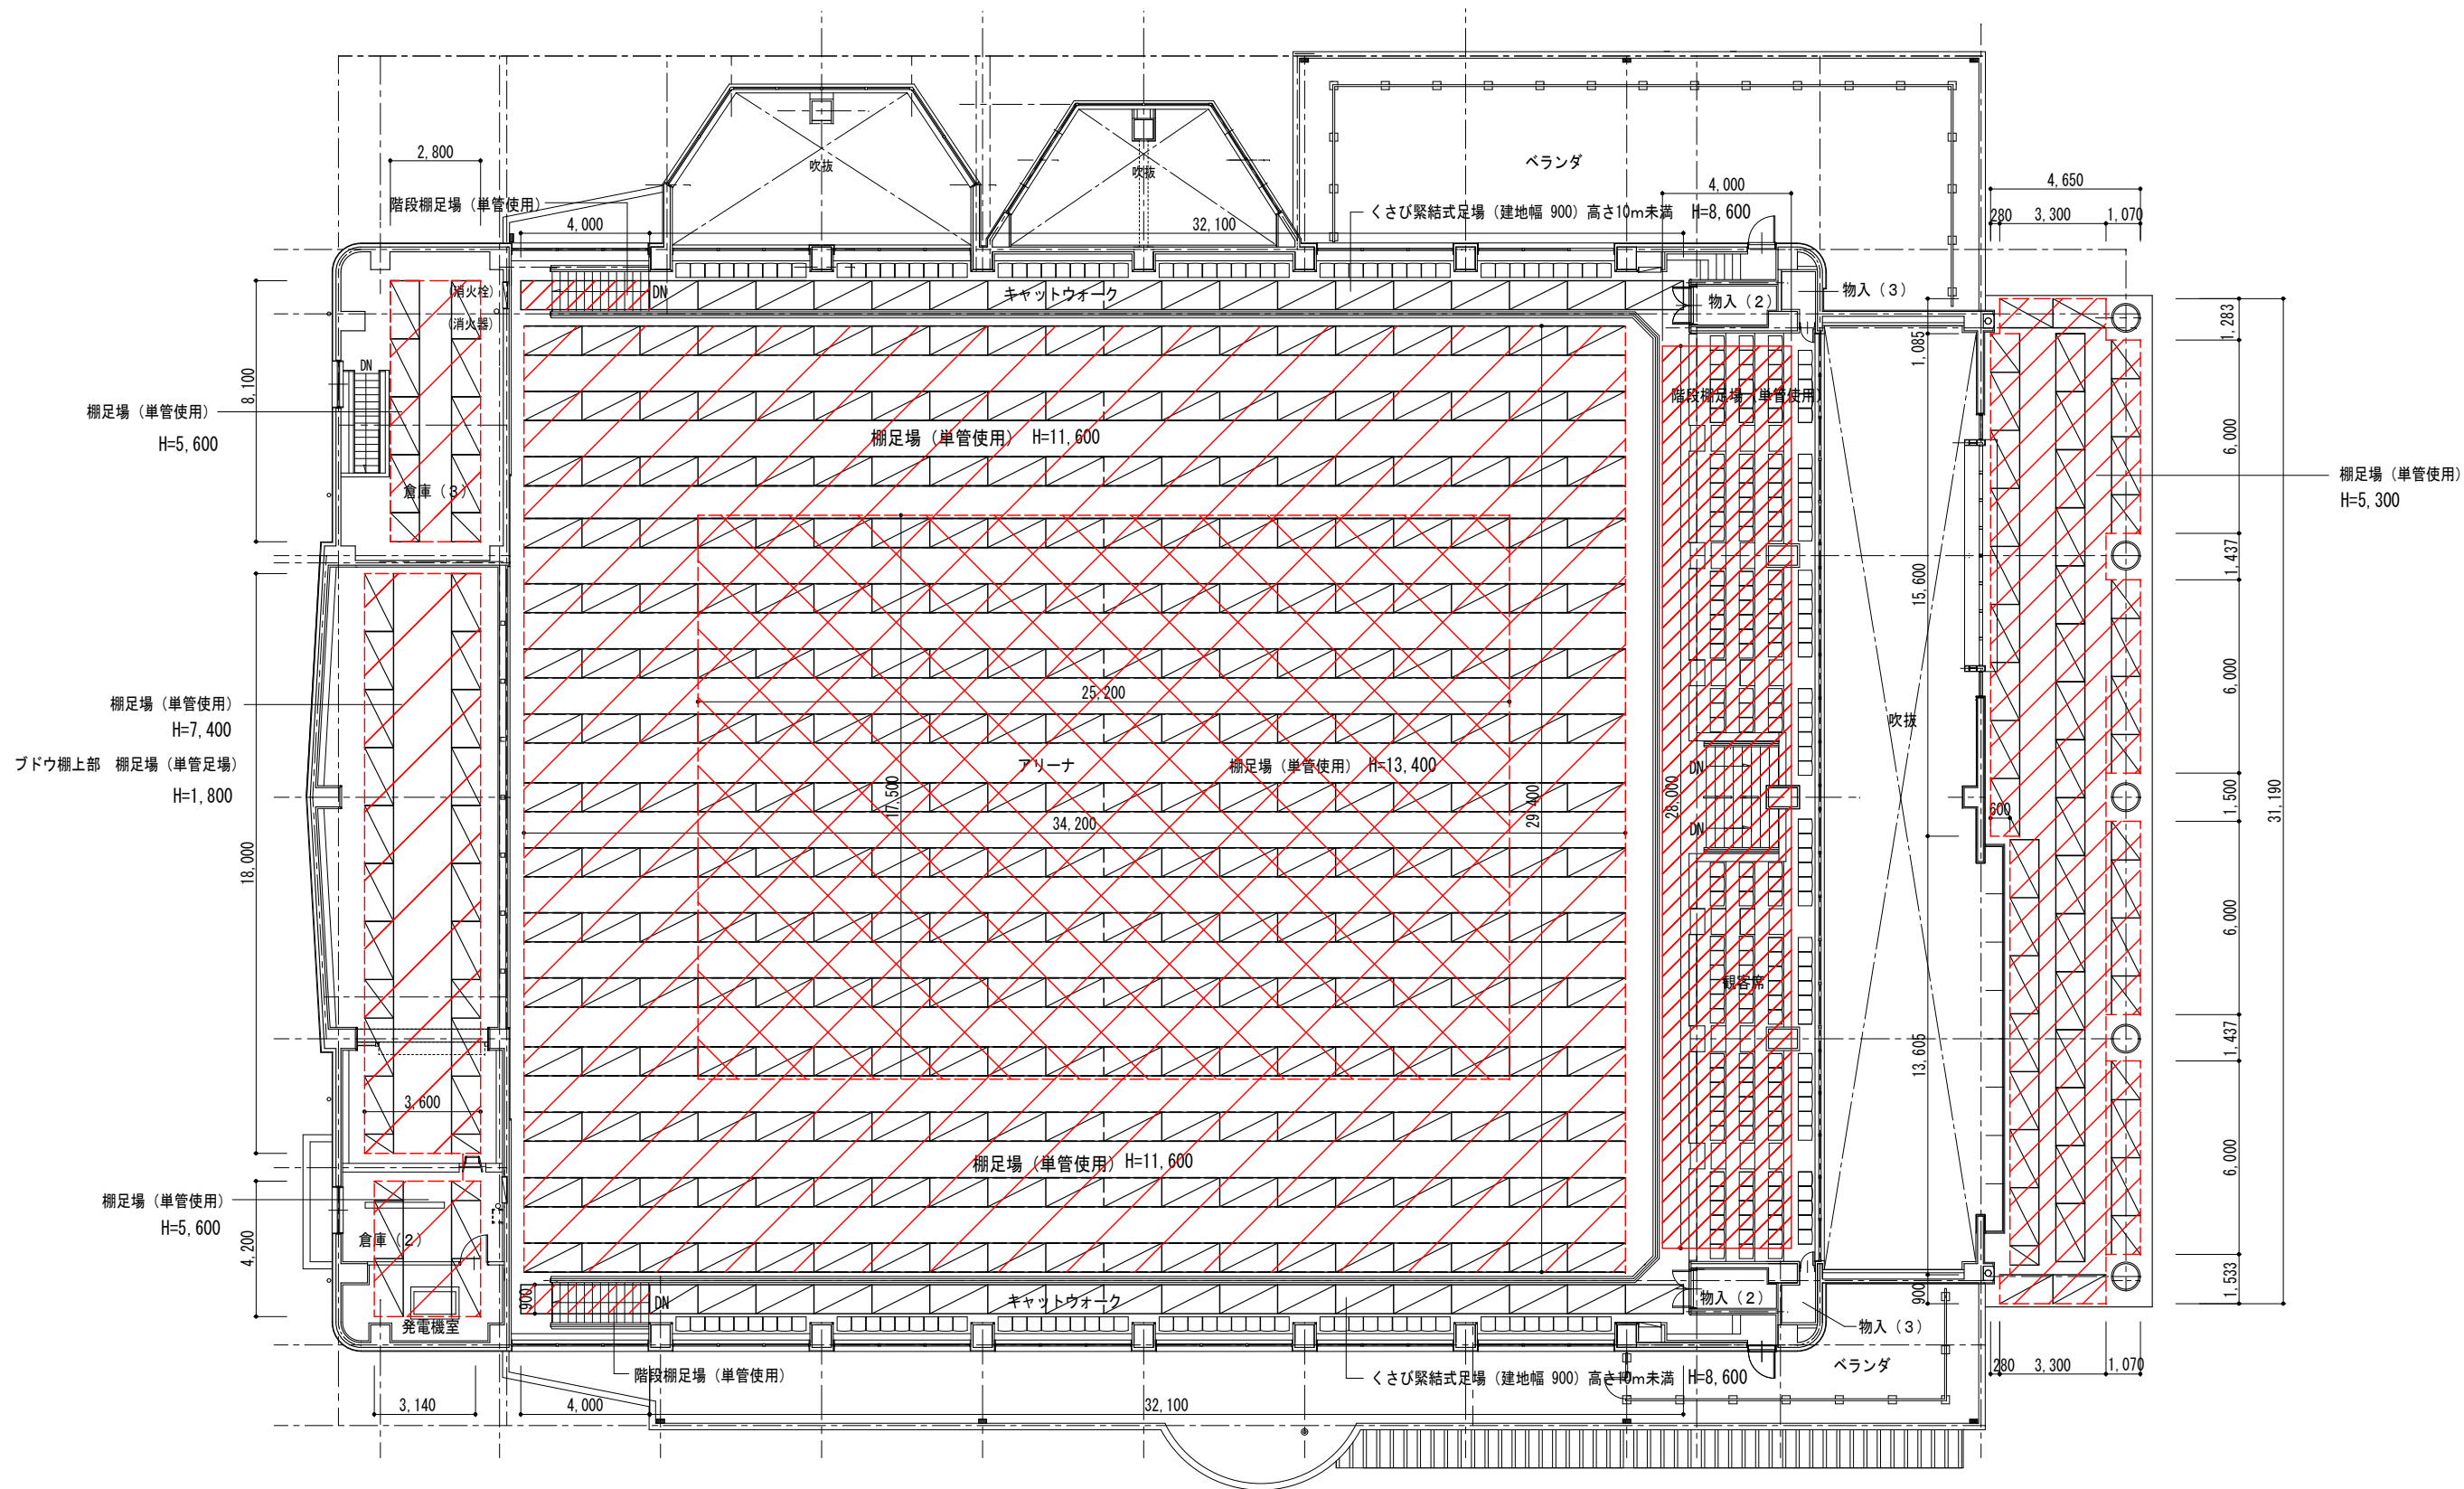 2,800
吹抜
吹抜
ベランダ
階段棚足場（単管使用）
4,000
32,100
くさび緊結式足場（建地幅 900）高さ10m未満 H=8,600
4,000
4,650
280
3,300
1,070
(消火栓)
DN
キャットウォーク
物入（2）
物入（3）
(消火器)
1,283
1,085
DN
8,100
棚足場（単管使用）
H=5,600
倉庫（3）
棚足場（単管使用） H=11,600
階段棚足場（単管使用）
6,000
棚足場（単管使用）
H=5,300
1,437
15,600
6,000
25,200
棚足場（単管使用）
H=7,400
ブドウ棚上部 棚足場（単管足場）
H=1,800
アリーナ
棚足場（単管使用） H=13,400
17,500
29,400
28,000
DN
DN
吹抜
600
1,500
31,190
34,200
18,000
6,000
観客席
1,437
13,605
3,600
棚足場（単管使用） H=11,600
6,000
棚足場（単管使用）
H=5,600
4,200
倉庫（2）
発電機室
900
DN
キャットウォーク
物入（2）
物入（3）
900
1,533
階段棚足場（単管使用）
くさび緊結式足場（建地幅 900）高さ10m未満 H=8,600
ベランダ
280
3,300
1,070
3,140
4,000
32,100